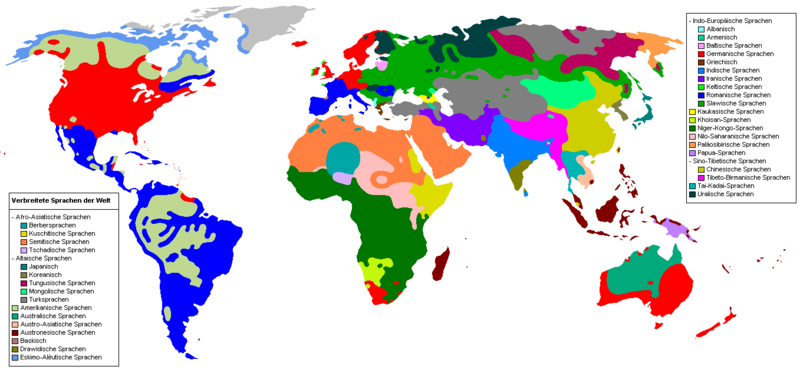 Verbreitete Sprachen der Welt
- Afro-Asiatische Sprachen
Berbersprachen
Kuschitische Sprachen
Semitische Sprachen
Tschadische Sprachen
- Altaische Sprachen
Japanisch
Koreanisch
Tungusische Sprachen
Mongolische Sprachen
Turksprachen
Amerikanische Sprachen
Australische Sprachen
Austro-Asiatische Sprachen
Austronesische Sprachen
Baskisch
Drawidische Sprachen
Eskimo-Aleutische Sprachen
- Indo-Europäische Sprachen
Albanisch
Armenisch
Baltische Sprachen
Germanische Sprachen
Griechisch
Indische Sprachen
Iranische Sprachen
Keltische Sprachen
Romanische Sprachen
Slawische Sprachen
Kaukasische Sprachen
Khoisan-Sprachen
Niger-Kongo-Sprachen
Nilo-Saharanische Sprachen
Paläosibirische Sprachen
Papua-Sprachen
- Sino-Tibetische Sprachen
Chinesische Sprachen
Tibeto-Birmanische Sprachen
Tai-Kadai-Sprachen
Uralische Sprachen